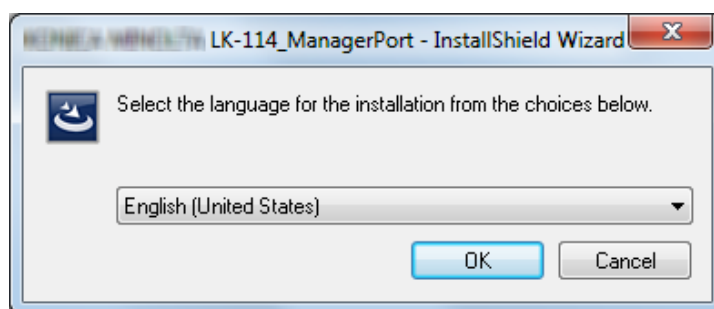 LK-114_ManagerPort - InstallShield Wizard
Select the language for the installation from the choices below.
English (United States)
OK Cancel